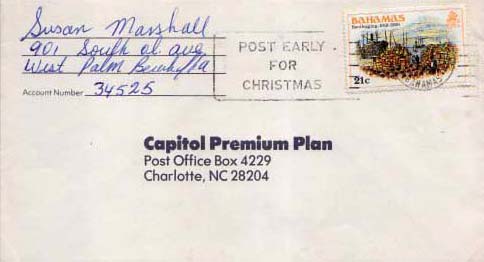 Susan Marshall
901 South ol. ave
West Palm Beach, Fla
Account Number 34525
POST EARLY
FOR
CHRISTMAS
BAHAMAS
21c
BAHAMAS
Capitol Premium Plan
Post Office Box 4229
Charlotte, NC 28204